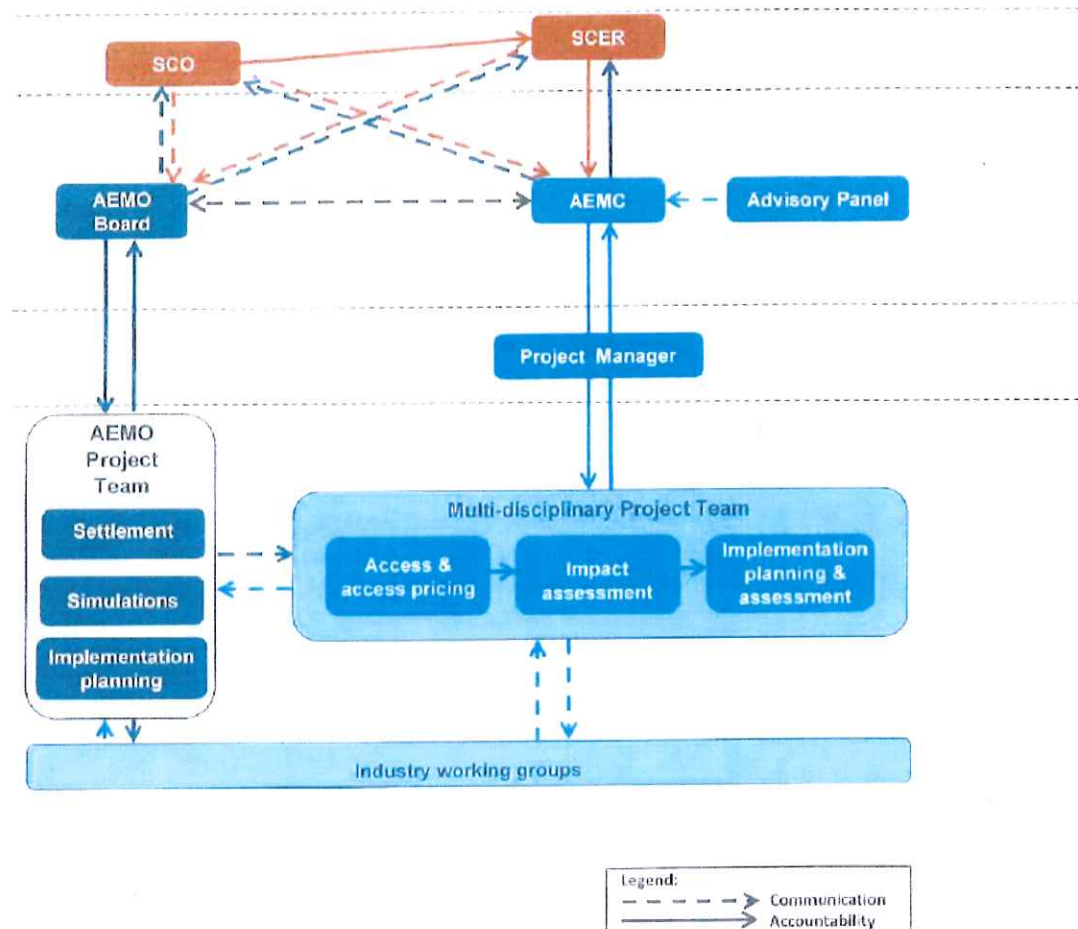 SCER
SCO
AEMO
Board
AEMC
Advisory Panel
Project Manager
AEMO
Project
Team
Settlement
Simulations
Implementation
planning
Multi-disciplinary Project Team
Access &
access pricing
Impact
assessment
Implementation
planning &
assessment
Industry working groups
Legend:
Communication
Accountability